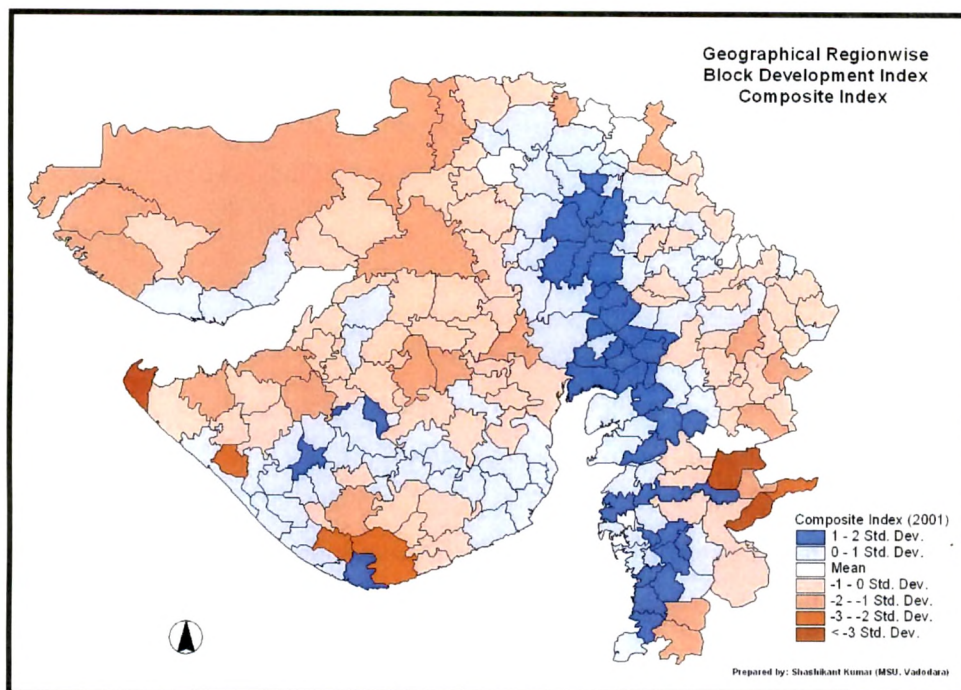 Geographical Regionwise
Block Development Index
Composite Index
Composite Index (2001)
1 - 2 Std. Dev.
0 - 1 Std. Dev.
Mean
-1 - 0 Std. Dev.
-2 - -1 Std. Dev.
-3 - -2 Std. Dev.
< -3 Std. Dev.
Prepared by: Shashikant Kumar (MSU, Vadodara)